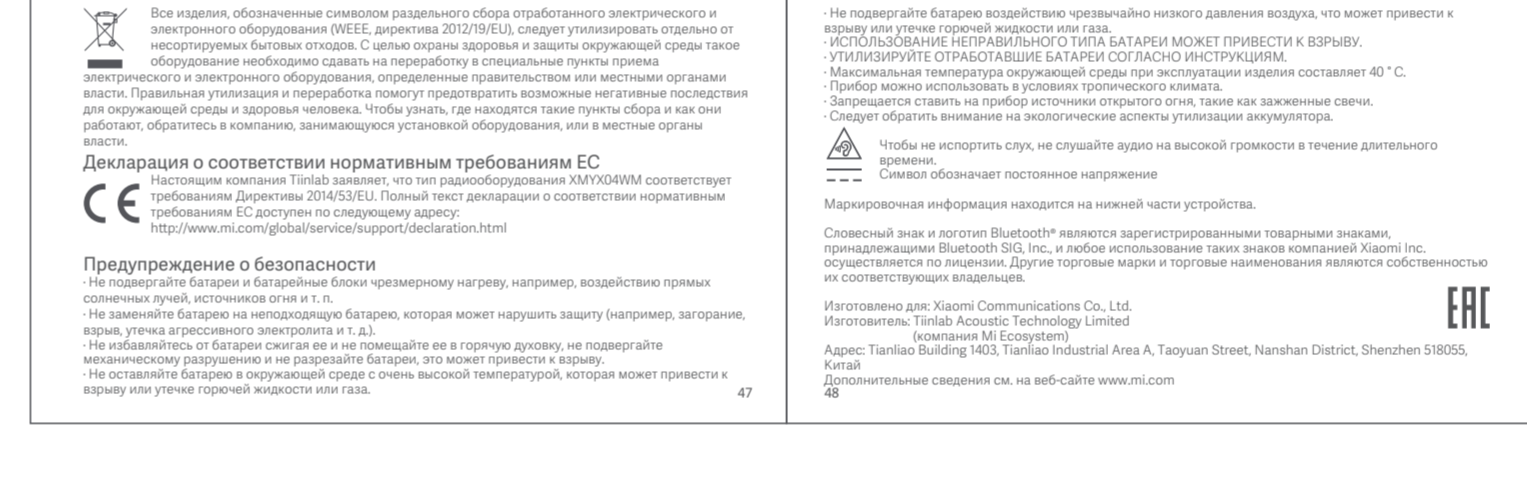 Все изделия, обозначенные символом раздельного сбора отработанного электрического и
электронного оборудования (WEEE, директива 2012/19/EU), следует утилизировать отдельно от
несортируемых бытовых отходов. С целью охраны здоровья и защиты окружающей среды такое
оборудование необходимо сдавать на переработку в специальные пункты приема
электрического и электронного оборудования, определенные правительством или местными органами
власти. Правильная утилизация и переработка помогут предотвратить возможные негативные последствия
для окружающей среды и здоровья человека. Чтобы узнать, где находятся такие пункты сбора и как они
работают, обратитесь в компанию, занимающуюся установкой оборудования, или в местные органы
власти.
Декларация о соответствии нормативным требованиям ЕС
CE
Настоящим компания Tiinlab заявляет, что тип радиооборудования XMYX04WM соответствует
требованиям Директивы 2014/53/EU. Полный текст декларации о соответствии нормативным
требованиям ЕС доступен по следующему адресу:
http://www.mi.com/global/service/support/declaration.html
Предупреждение о безопасности
· Не подвергайте батареи и батарейные блоки чрезмерному нагреву, например, воздействию прямых
солнечных лучей, источников огня и т. п.
· Не заменяйте батарею на неподходящую батарею, которая может нарушить защиту (например, загорание,
взрыв, утечка агрессивного электролита и т. д.).
· Не избавляйтесь от батареи сжигая ее и не помещайте ее в горячую духовку, не подвергайте
механическому разрушению и не разрезайте батареи, это может привести к взрыву.
· Не оставляйте батарею в окружающей среде с очень высокой температурой, которая может привести к
взрыву или утечке горючей жидкости или газа.
47
· Не подвергайте батарею воздействию чрезвычайно низкого давления воздуха, что может привести к
взрыву или утечке горючей жидкости или газа.
· ИСПОЛЬЗОВАНИЕ НЕПРАВИЛЬНОГО ТИПА БАТАРЕИ МОЖЕТ ПРИВЕСТИ К ВЗРЫВУ.
· УТИЛИЗИРУЙТЕ ОТРАБОТАВШИЕ БАТАРЕИ СОГЛАСНО ИНСТРУКЦИЯМ.
· Максимальная температура окружающей среды при эксплуатации изделия составляет 40 ° C.
· Прибор можно использовать в условиях тропического климата.
· Запрещается ставить на прибор источники открытого огня, такие как зажженные свечи.
· Следует обратить внимание на экологические аспекты утилизации аккумулятора.
Чтобы не испортить слух, не слушайте аудио на высокой громкости в течение длительного
времени.
Символ обозначает постоянное напряжение
Маркировочная информация находится на нижней части устройства.
Словесный знак и логотип Bluetooth® являются зарегистрированными товарными знаками,
принадлежащими Bluetooth SIG, Inc., и любое использование таких знаков компанией Xiaomi Inc.
осуществляется по лицензии. Другие торговые марки и торговые наименования являются собственностью
их соответствующих владельцев.
Изготовлено для: Xiaomi Communications Co., Ltd.
Изготовитель: Tiinlab Acoustic Technology Limited
(компания Mi Ecosystem)
Адрес: Tianliao Building 1403, Tianliao Industrial Area A, Taoyuan Street, Nanshan District, Shenzhen 518055,
Китай
Дополнительные сведения см. на веб-сайте www.mi.com
48
EAC